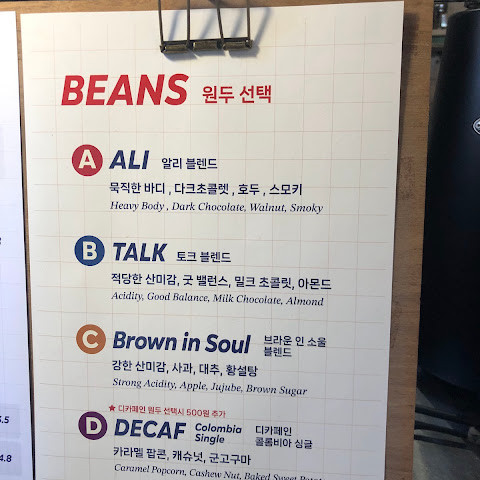 BEANS 원두 선택
A ALI 알리 블렌드
묵직한 바디 , 다크초콜렛 , 호두 , 스모키
Heavy Body , Dark Chocolate, Walnut, Smoky
B TALK 토크 블렌드
적당한 산미감, 굿 밸런스, 밀크 초콜릿, 아몬드
Acidity, Good Balance, Milk Chocolate, Almond
C Brown in Soul 브라운 인 소울
블렌드
강한 산미감, 사과, 대추, 황설탕
Strong Acidity, Apple, Jujube, Brown Sugar
★ 디카페인 원두 선택시 500원 추가
D DECAF Colombia Single 디카페인
콜롬비아 싱글
카라멜 팝콘, 캐슈넛, 군고구마
Caramel Popcorn, Cashew Nut, Baked Sweet
3.5
4.8